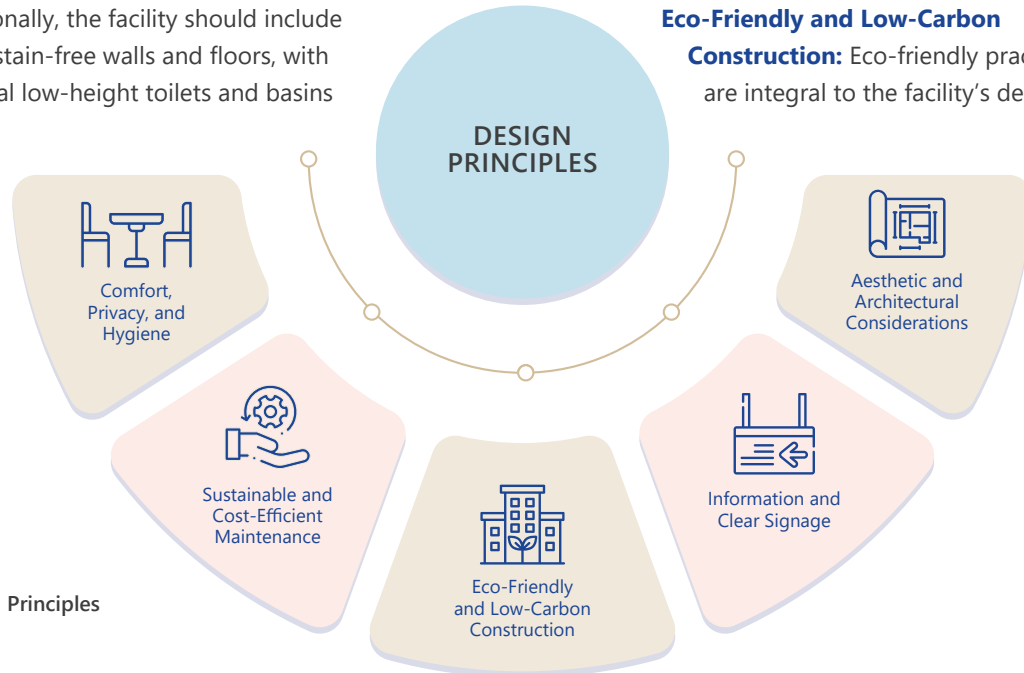 onally, the facility should include
stain-free walls and floors, with
al low-height toilets and basins
Eco-Friendly and Low-Carbon
Construction: Eco-friendly prac
are integral to the facility's de
DESIGN
PRINCIPLES
Comfort,
Privacy, and
Hygiene
Sustainable and
Cost-Efficient
Maintenance
Eco-Friendly
and Low-Carbon
Construction
Information and
Clear Signage
Aesthetic and
Architectural
Considerations
Principles